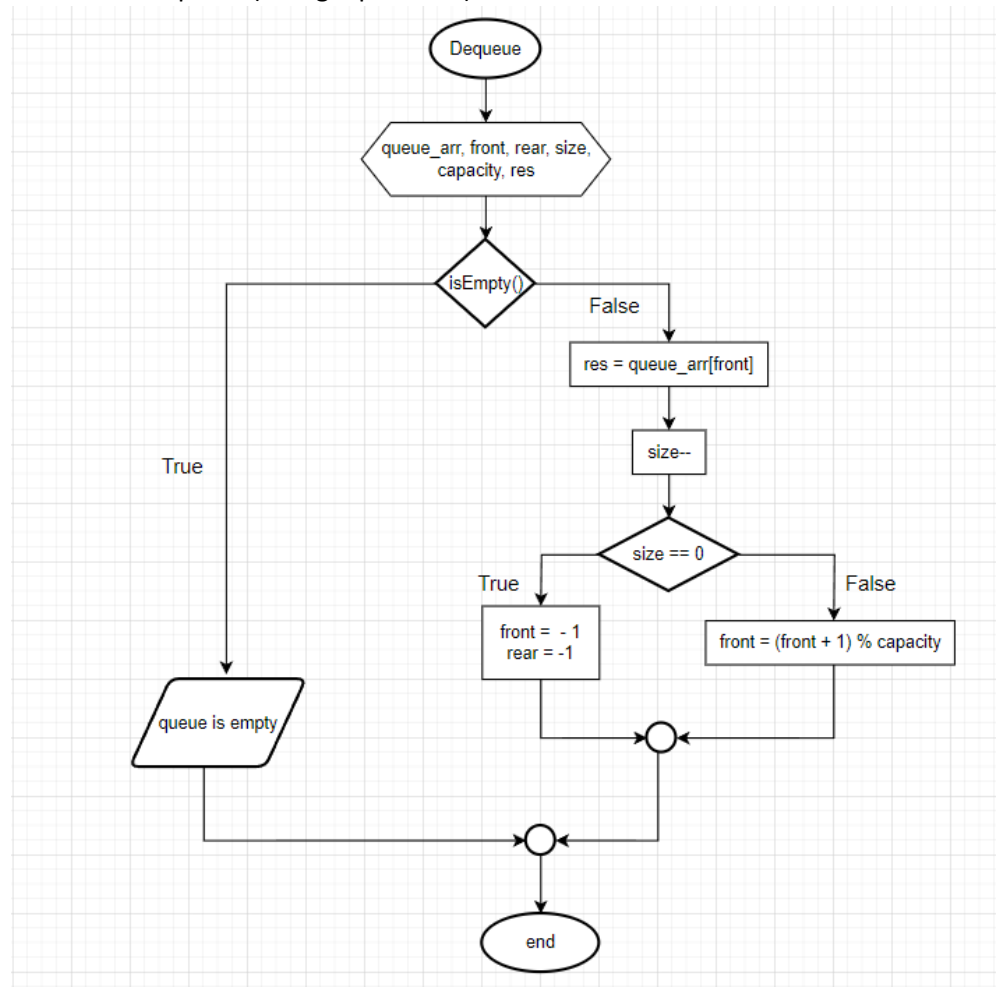 Dequeue
queue_arr, front, rear, size,
capacity, res
isEmpty()
False
res = queue_arr[front]
True
size--
size == 0
True
False
front = - 1
rear = -1
front = (front + 1) % capacity
queue is empty
end